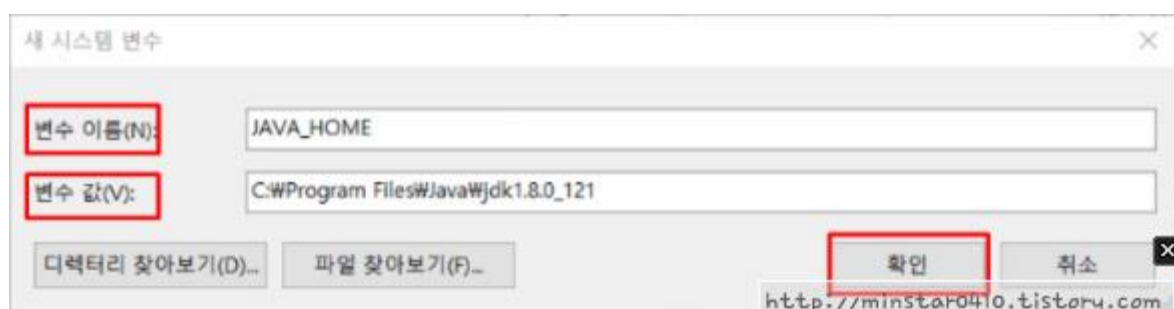 새 시스템 변수
변수 이름(N): JAVA_HOME
변수 값(V): C:₩Program Files₩Java₩jdk1.8.0_121
디렉터리 찾아보기(D)... 파일 찾아보기(F)... 확인 취소
http://minstar0410.tistory.com